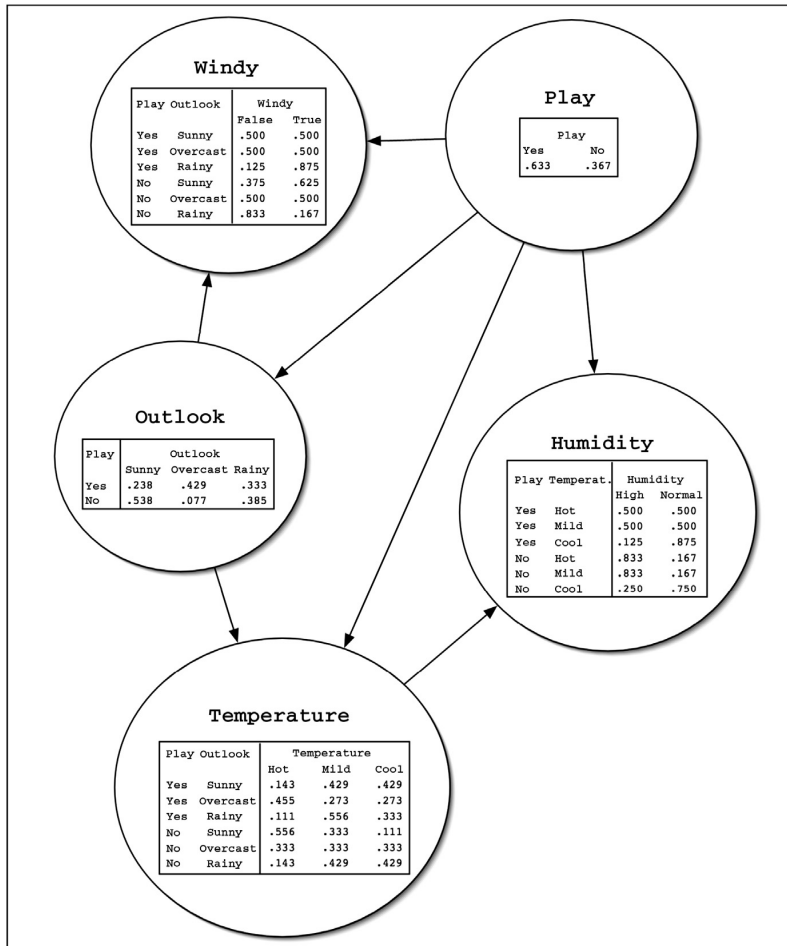 Windy
Play Outlook Windy
False True
Yes Sunny .500 .500
Yes Overcast .500 .500
Yes Rainy .125 .875
No Sunny .375 .625
No Overcast .500 .500
No Rainy .833 .167
Play
Play
Yes No
.633 .367
Outlook
Play Outlook
Sunny Overcast Rainy
Yes .238 .429 .333
No .538 .077 .385
Humidity
Play Temperat. Humidity
High Normal
Yes Hot .500 .500
Yes Mild .500 .500
Yes Cool .125 .875
No Hot .833 .167
No Mild .833 .167
No Cool .250 .750
Temperature
Play Outlook Temperature
Hot Mild Cool
Yes Sunny .143 .429 .429
Yes Overcast .455 .273 .273
Yes Rainy .111 .556 .333
No Sunny .556 .333 .111
No Overcast .333 .333 .333
No Rainy .143 .429 .429